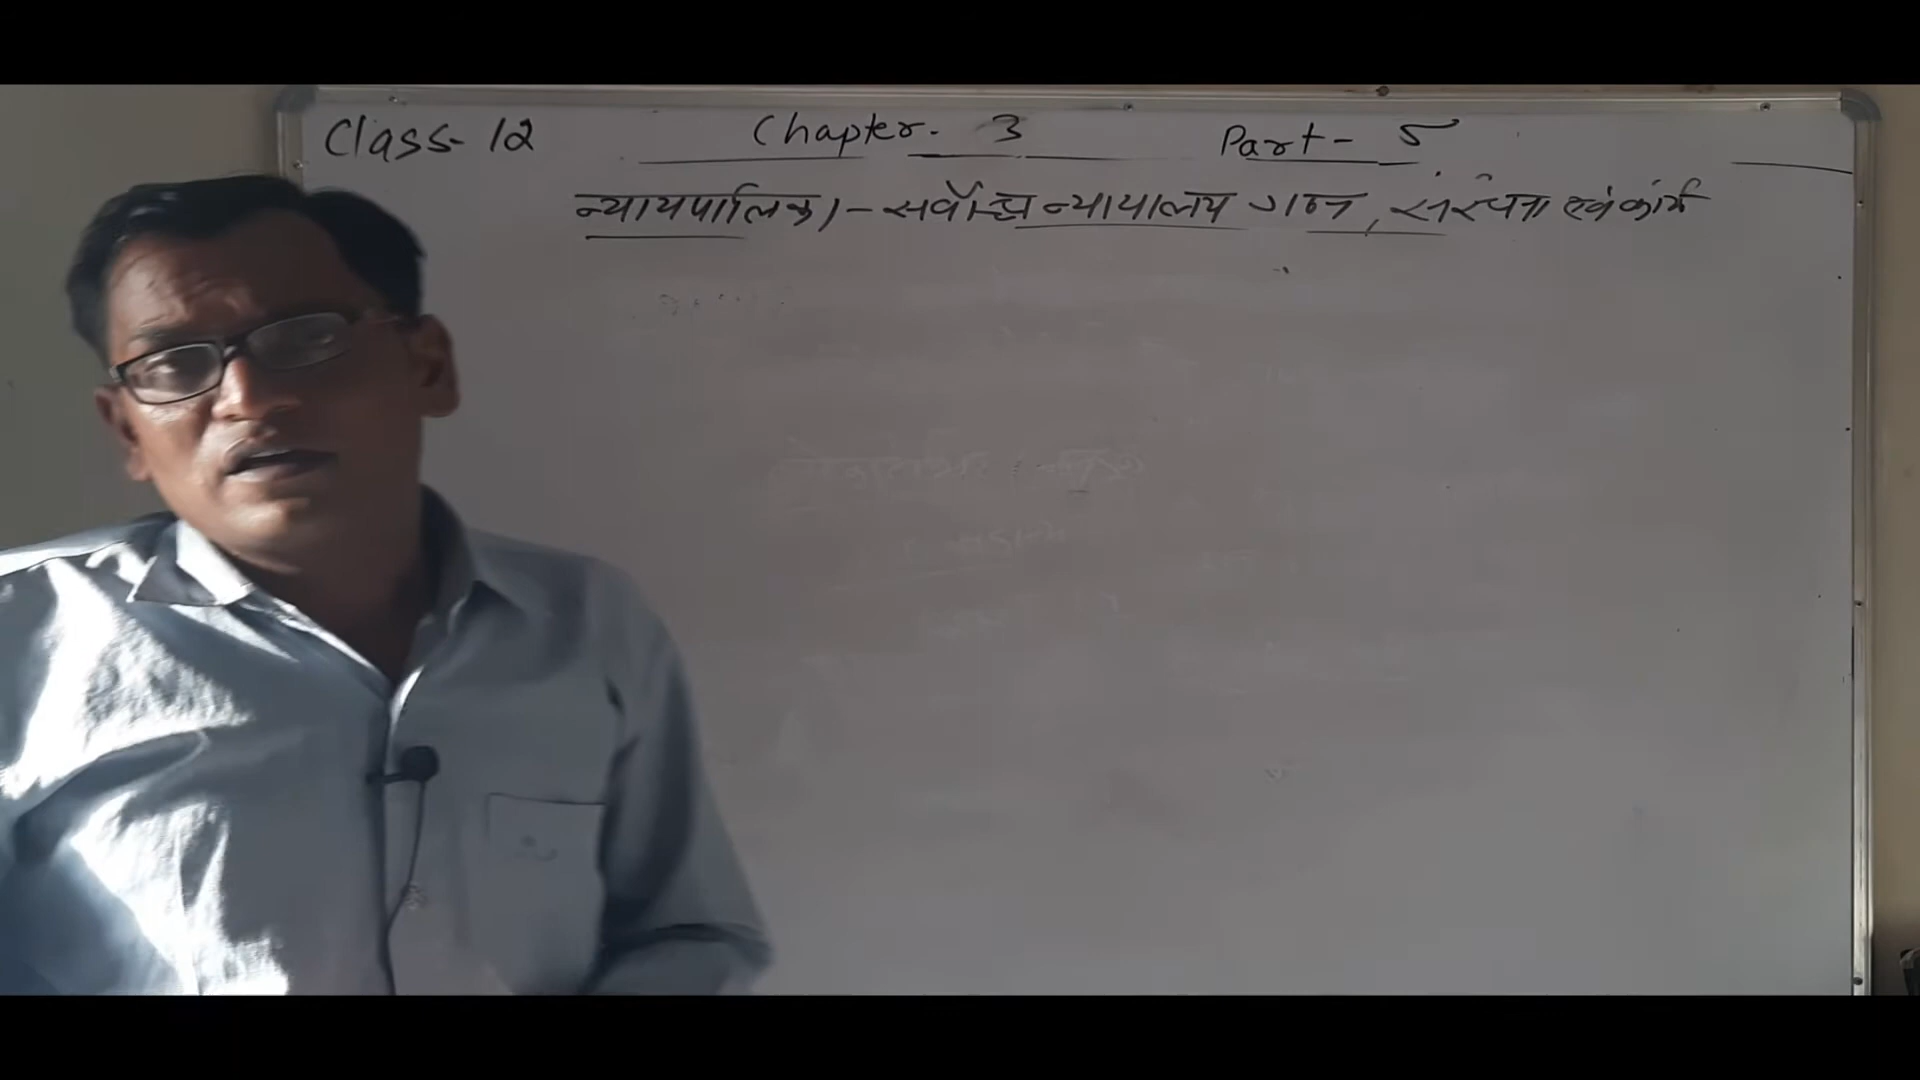 Class- 12 Chapter. 3 Part- 5
न्यायपालिका - सर्वोच्च न्यायालय गठन, संरचना एवं कार्य